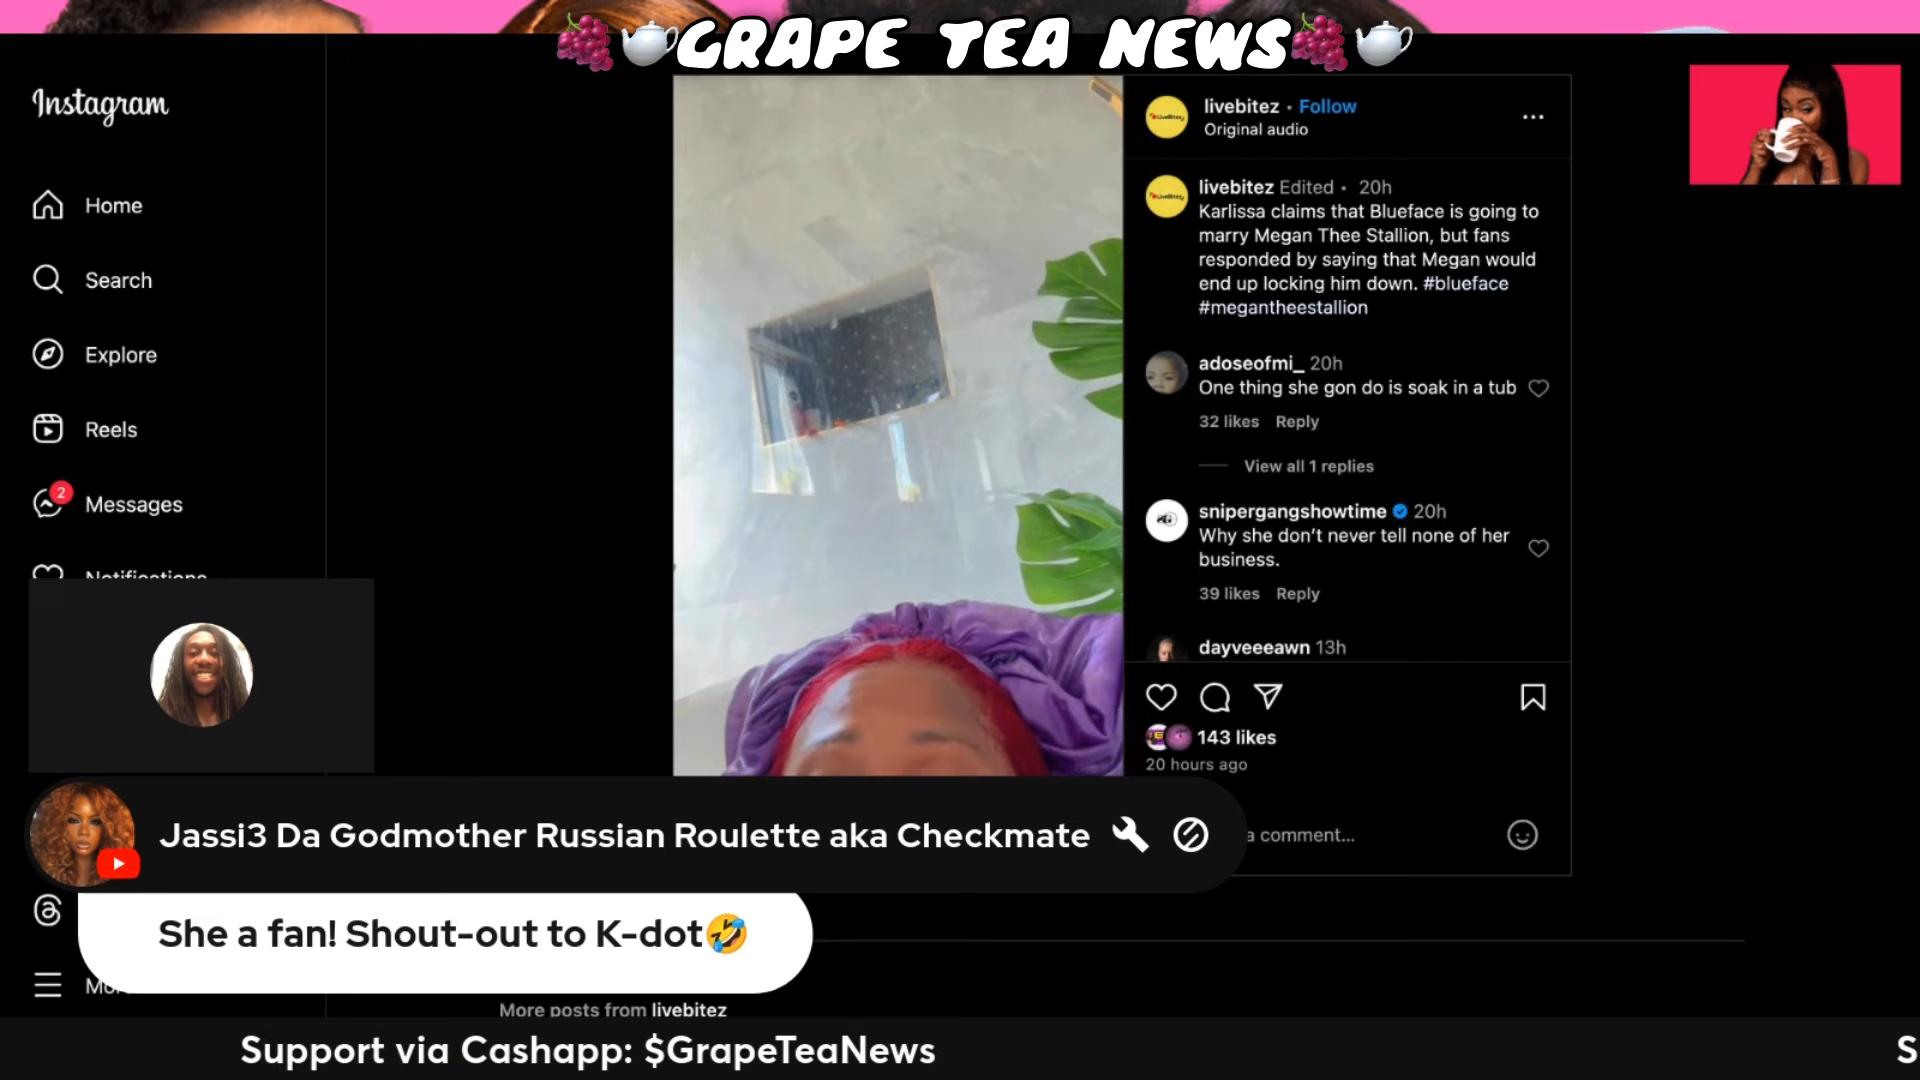 GRAPE TEA NEWS
Instagram
Home
Search
Explore
Reels
2
Messages
Notifications
livebitez • Follow
Original audio
livebitez Edited • 20h
Karlissa claims that Blueface is going to
marry Megan Thee Stallion, but fans
responded by saying that Megan would
end up locking him down. #blueface
#megantheestallion
adoseofmi_ 20h
One thing she gon do is soak in a tub
32 likes Reply
View all 1 replies
snipergangshowtime 20h
Why she don’t never tell none of her
business.
39 likes Reply
dayveeeawn 13h
143 likes
20 hours ago
a comment...
Jassi3 Da Godmother Russian Roulette aka Checkmate
She a fan! Shout-out to K-dot🤣
More posts from livebitez
Support via Cashapp: $GrapeTeaNews
S